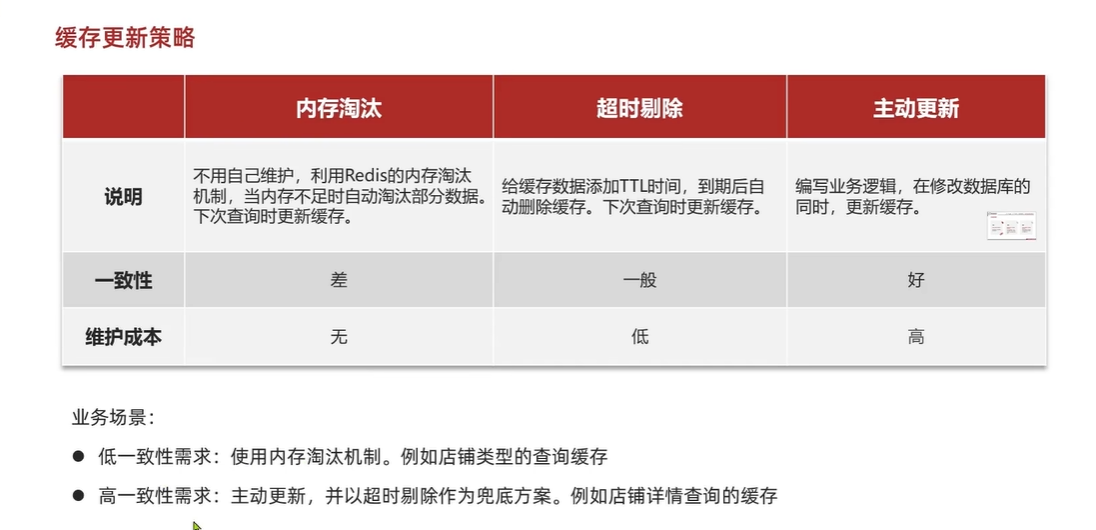 缓存更新策略
内存淘汰
超时剔除
主动更新
说明
不用自己维护，利用Redis的内存淘汰
机制，当内存不足时自动淘汰部分数据。
下次查询时更新缓存。
给缓存数据添加TTL时间，到期后自
动删除缓存。下次查询时更新缓存。
编写业务逻辑，在修改数据库的
同时，更新缓存。
一致性
差
一般
好
维护成本
无
低
高
业务场景：
● 低一致性需求：使用内存淘汰机制。例如店铺类型的查询缓存
● 高一致性需求：主动更新，并以超时剔除作为兜底方案。例如店铺详情查询的缓存